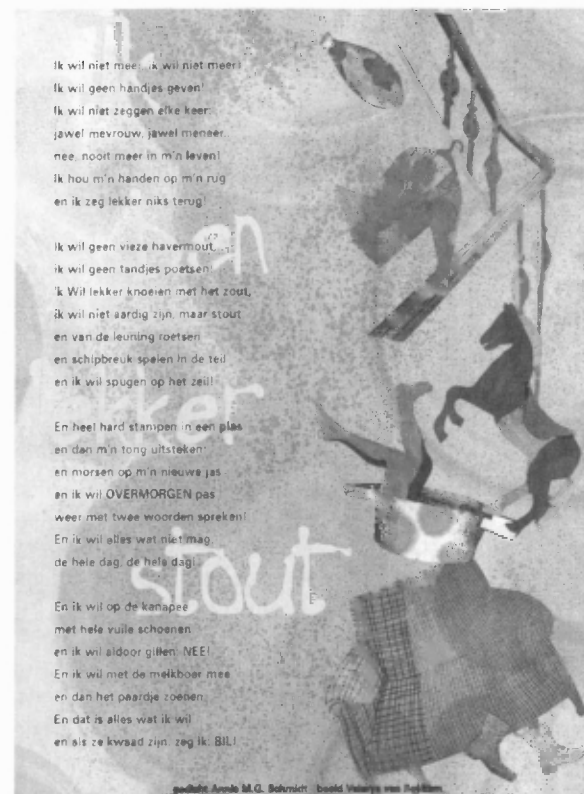 Ik
ben
lekker
stout
Ik wil niet meer, ik wil niet meer!
Ik wil geen handjes geven!
Ik wil niet zeggen elke keer:
jawel mevrouw, jawel meneer,
nee, nooit meer in m'n leven!
Ik hou m'n handen op m'n rug
en ik zeg lekker niks terug!
Ik wil geen vieze havermout,
ik wil geen tandjes poetsen!
'k Wil lekker knoeien met het zout,
ik wil niet aardig zijn, maar stout
en van de leuning roetsen
en schipbreuk spelen in de teil
en ik wil spugen op het zeil!
En heel hard stampen in een plas
en dan m'n tong uitsteken
en morsen op m'n nieuwe jas
en ik wil OVERMORGEN pas
weer met twee woorden spreken!
En ik wil alles wat niet mag,
de hele dag, de hele dag!
En ik wil op de kanapee
met hele vuile schoenen
en ik wil aldoor gillen: NEE!
En ik wil met de melkboer mee
en dan het paardje zoenen.
En dat is alles wat ik wil
en als ze kwaad zijn, zeg ik: BIL!
gedicht Annie M.G. Schmidt beeld van